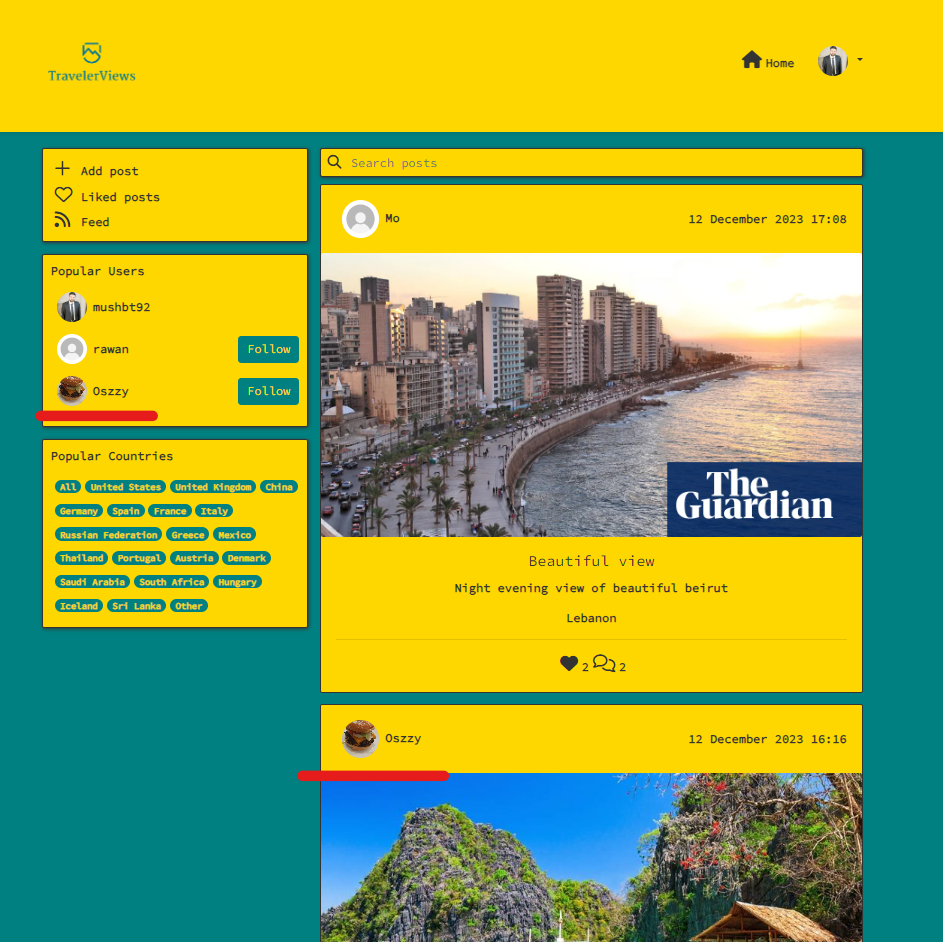 TravelerViews
Home
Add post
Liked posts
Feed
Popular Users
mushbt92
rawan Follow
Oszzy Follow
Popular Countries
All United States United Kingdom China
Germany Spain France Italy
Russian Federation Greece Mexico
Thailand Portugal Austria Denmark
Saudi Arabia South Africa Hungary
Iceland Sri Lanka Other
Search posts
Mo 12 December 2023 17:08
The
Guardian
Beautiful view
Night evening view of beautiful beirut
Lebanon
2 2
Oszzy 12 December 2023 16:16